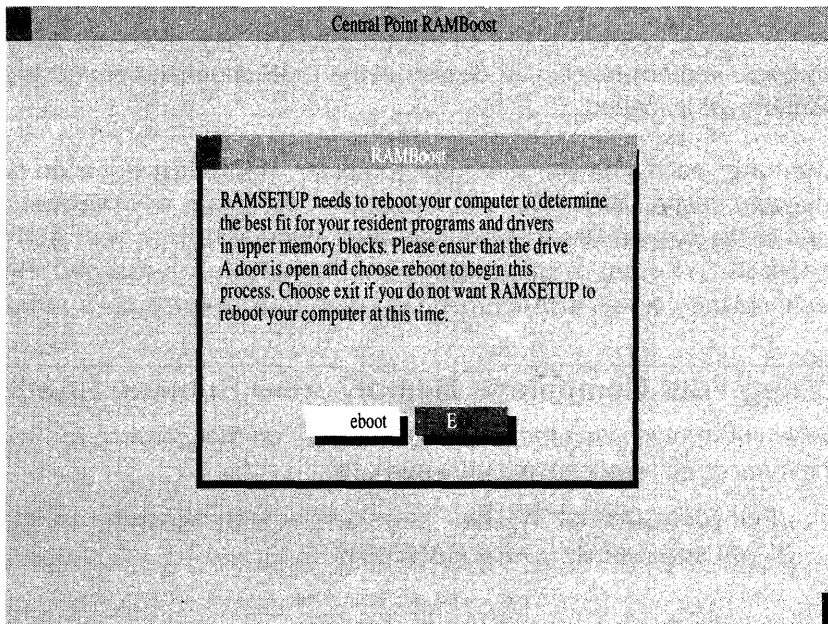 Central Point RAMBoost
RAMBoost
RAMSETUP needs to reboot your computer to determine
the best fit for your resident programs and drivers
in upper memory blocks. Please ensur that the drive
A door is open and choose reboot to begin this
process. Choose exit if you do not want RAMSETUP to
reboot your computer at this time.
eboot E